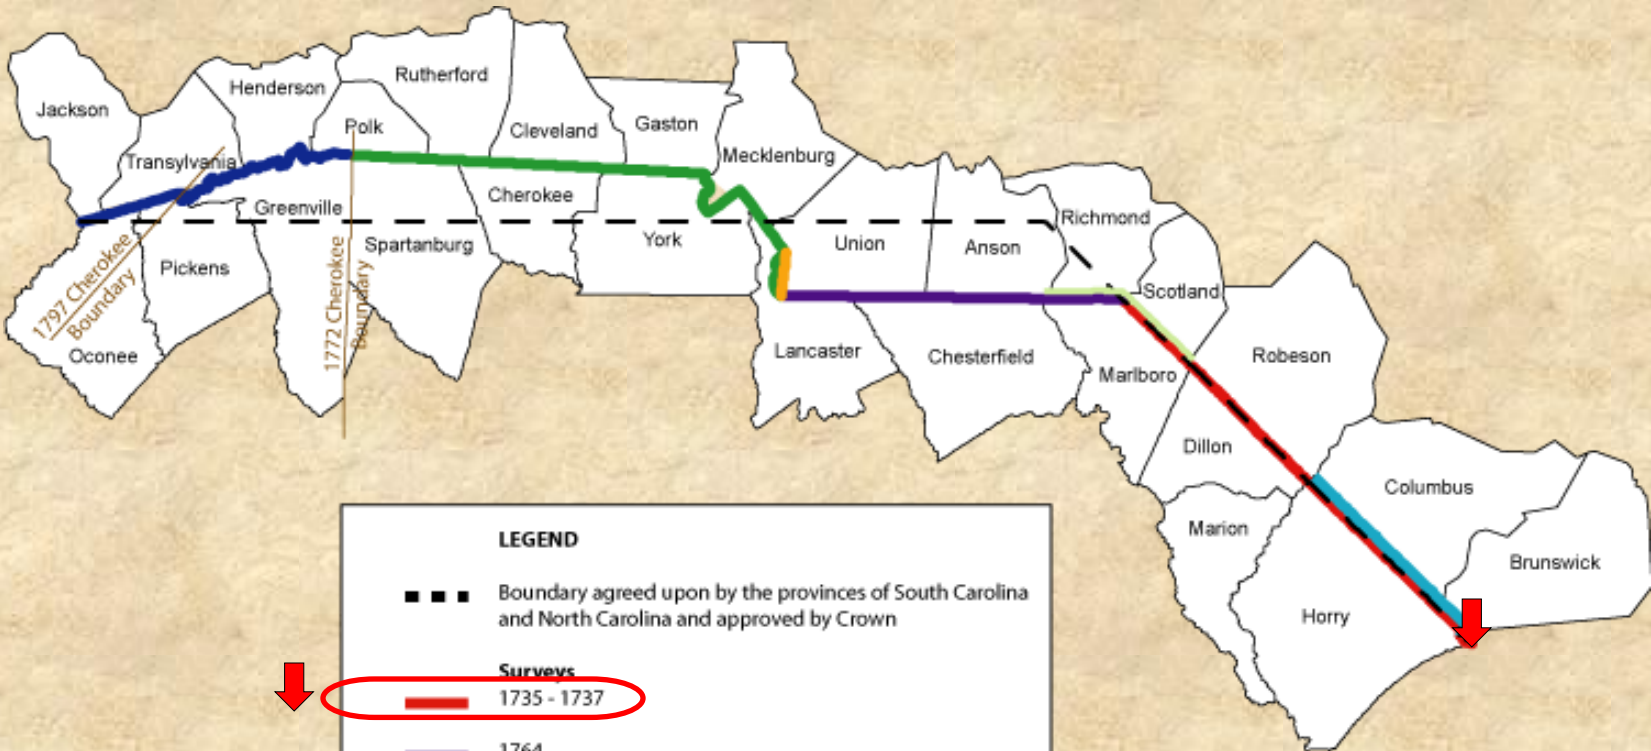 Jackson
Henderson
Rutherford
Polk
Transylvania
Cleveland
Gaston
Mecklenburg
Greenville
Cherokee
Spartanburg
York
Union
Anson
Richmond
Scotland
Pickens
1797 Cherokee
Boundary
1772 Cherokee
Boundary
Oconee
Lancaster
Chesterfield
Marlboro
Robeson
Dillon
Columbus
Marion
Brunswick
Horry
LEGEND
Boundary agreed upon by the provinces of South Carolina
and North Carolina and approved by Crown
Surveys
1735 - 1737
1764